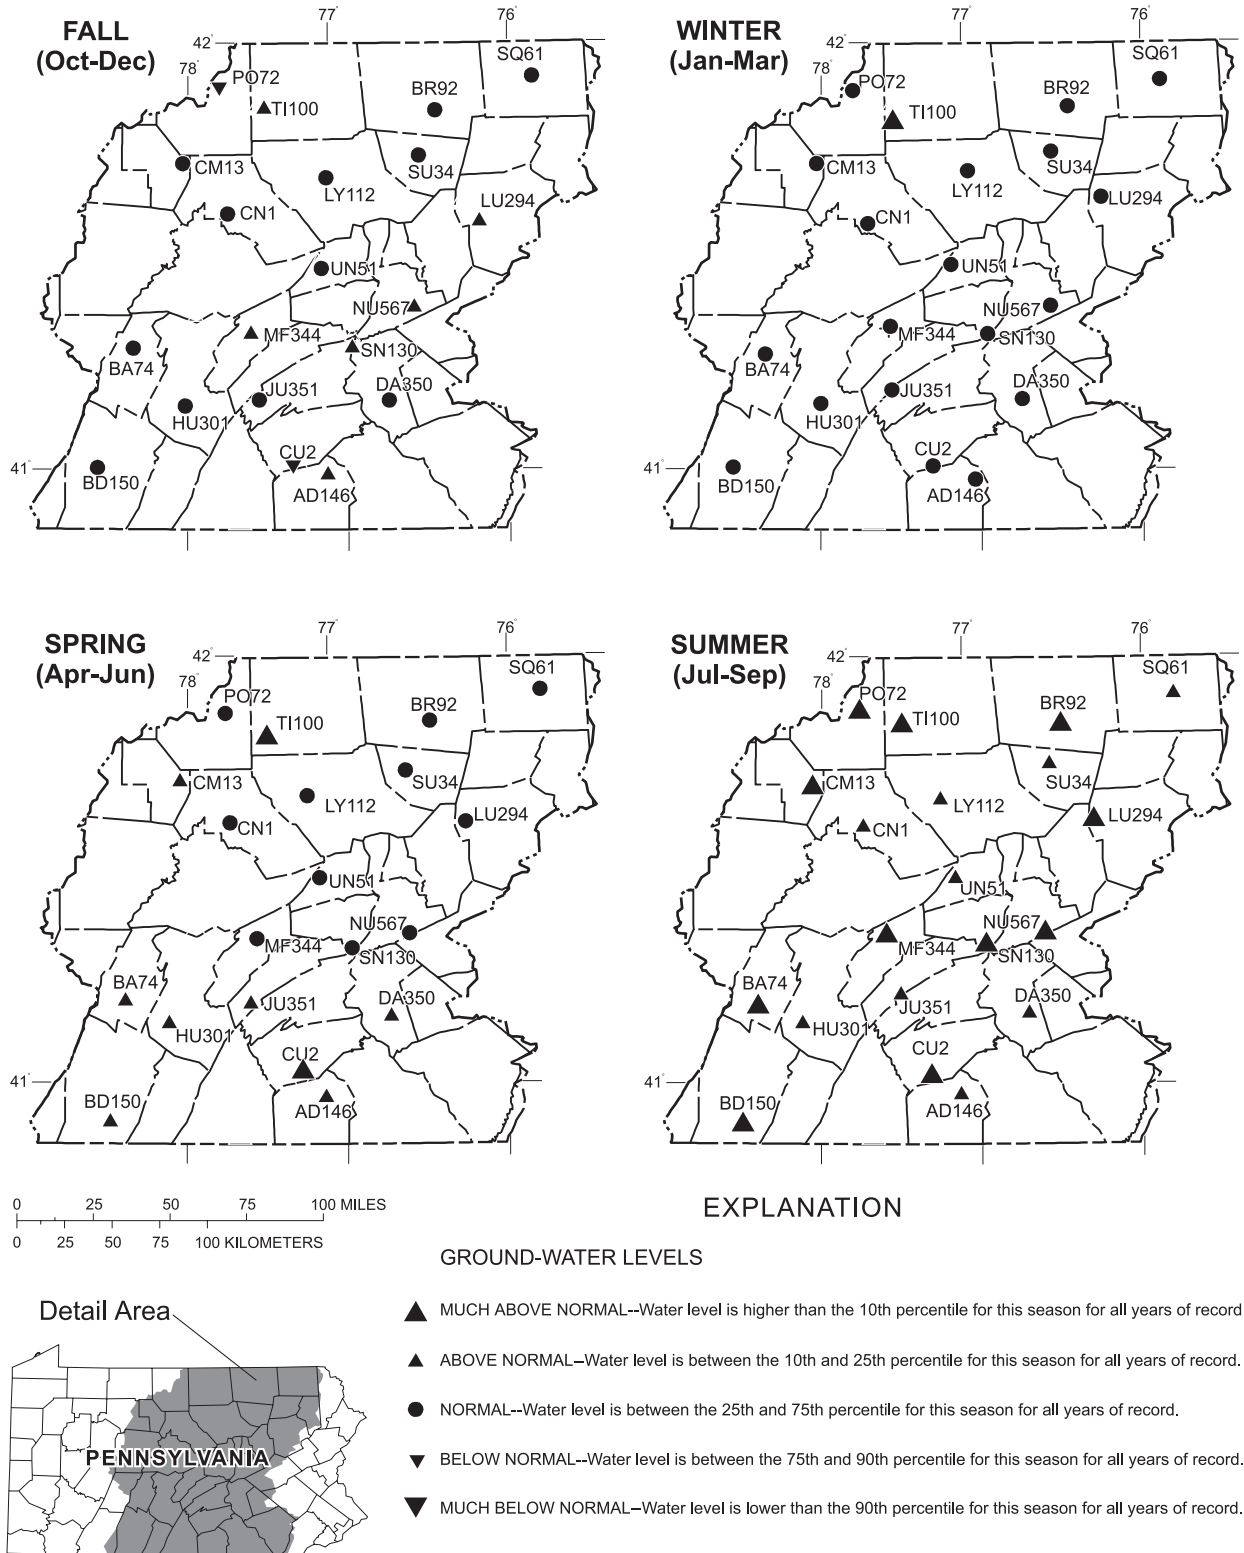 FALL
(Oct-Dec)
77°
76°
42°
78°
PO72
TI100
SQ61
BR92
CM13
SU34
LY112
LU294
CN1
UN51
NU567
MF344
SN130
BA74
JU351
DA350
HU301
CU2
41°
BD150
AD146
WINTER
(Jan-Mar)
77°
76°
42°
78°
SQ61
PO72
BR92
TI100
CM13
SU34
LY112
LU294
CN1
UN51
NU567
MF344
SN130
BA74
JU351
DA350
HU301
CU2
41°
BD150
AD146
SPRING
(Apr-Jun)
77°
76°
42°
78°
SQ61
PO72
BR92
TI100
CM13
SU34
LY112
LU294
CN1
UN51
NU567
MF344
SN130
BA74
JU351
DA350
HU301
CU2
41°
BD150
AD146
SUMMER
(Jul-Sep)
77°
76°
42°
78°
SQ61
PO72
BR92
TI100
CM13
SU34
LY112
LU294
CN1
UN51
NU567
MF344
SN130
BA74
JU351
DA350
HU301
CU2
41°
BD150
AD146
0 25 50 75 100 MILES
0 25 50 75 100 KILOMETERS
Detail Area
PENNSYLVANIA
EXPLANATION
GROUND-WATER LEVELS
MUCH ABOVE NORMAL--Water level is higher than the 10th percentile for this season for all years of record
ABOVE NORMAL--Water level is between the 10th and 25th percentile for this season for all years of record.
NORMAL--Water level is between the 25th and 75th percentile for this season for all years of record.
BELOW NORMAL--Water level is between the 75th and 90th percentile for this season for all years of record.
MUCH BELOW NORMAL--Water level is lower than the 90th percentile for this season for all years of record.